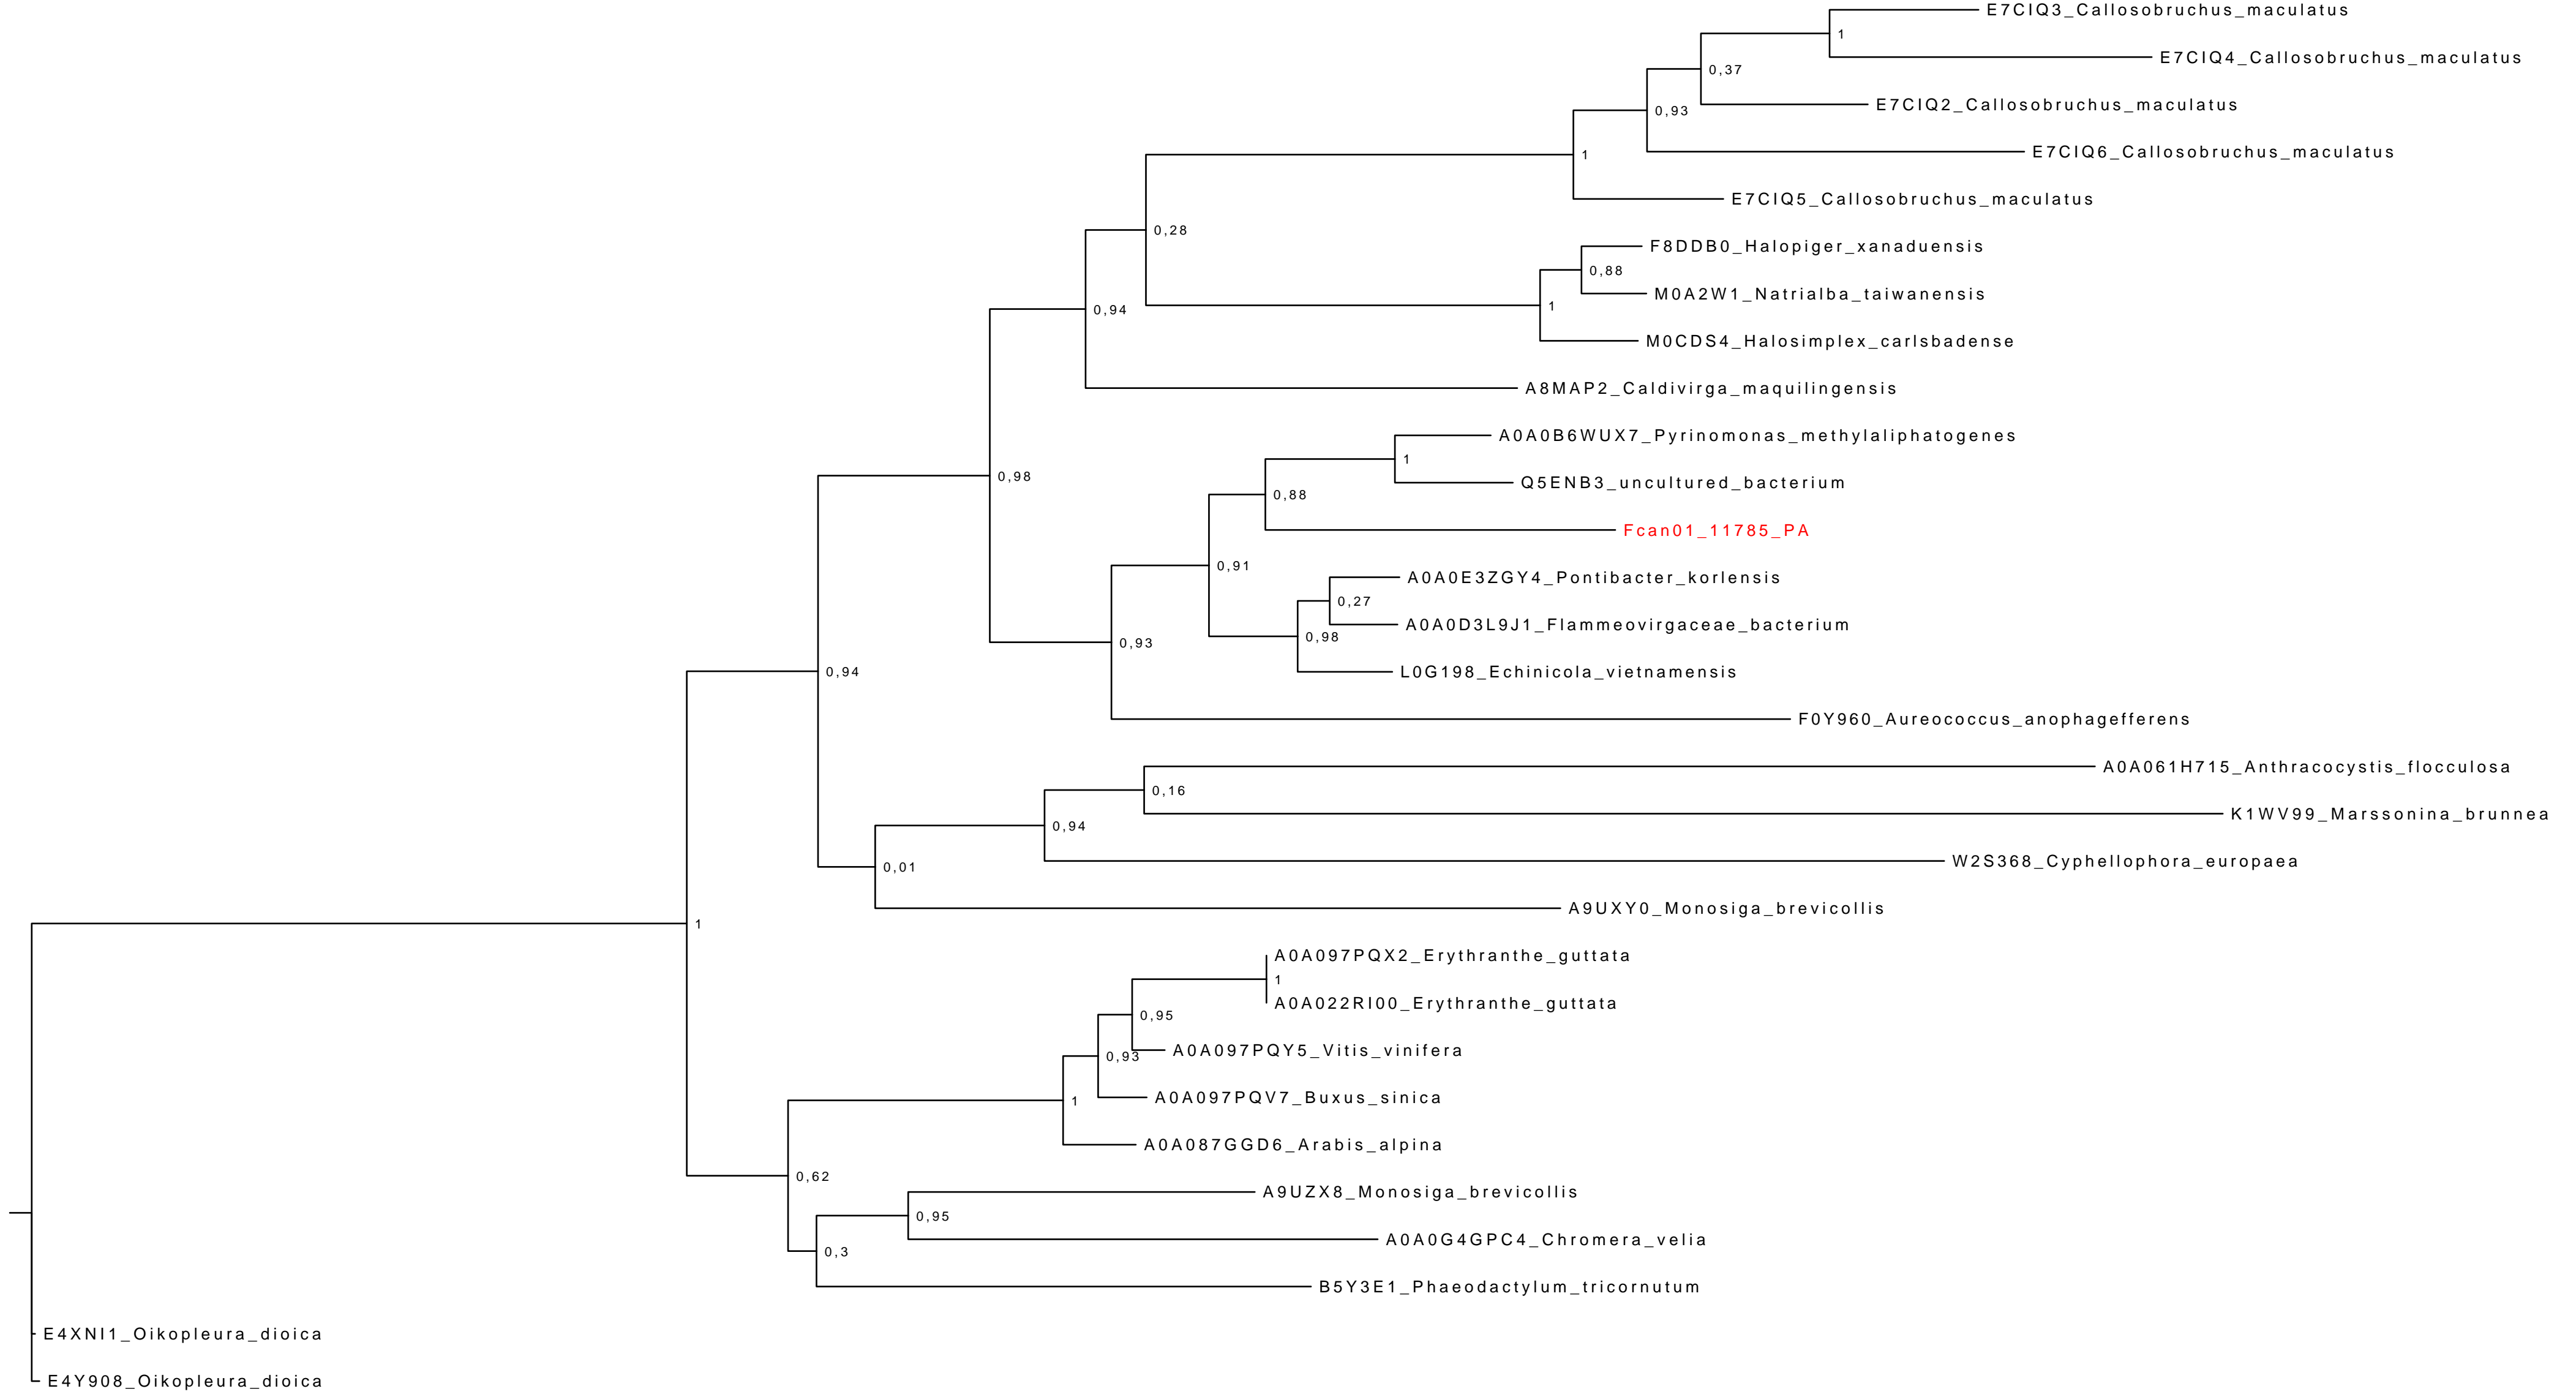 E7CIQ3_Callosobruchus_maculatus
1
E7CIQ4_Callosobruchus_maculatus
0,37
E7CIQ2_Callosobruchus_maculatus
0,93
E7CIQ6_Callosobruchus_maculatus
1
E7CIQ5_Callosobruchus_maculatus
0,28
F8DDB0_Halopiger_xanaduensis
0,88
M0A2W1_Natrialba_taiwanensis
1
M0CDS4_Halosimplex_carlsbadense
0,94
A8MAP2_Caldivirga_maquilingensis
A0A0B6WUX7_Pyrinomonas_methylaliphatogenes
1
0,98
Q5ENB3_uncultured_bacterium
0,88
Fcan01_11785_PA
0,91
A0A0E3ZGY4_Pontibacter_korlensis
0,27
A0A0D3L9J1_Flammeovirgaceae_bacterium
0,98
0,93
L0G198_Echinicola_vietnamensis
0,94
F0Y960_Aureococcus_anophagefferens
A0A061H715_Anthracocystis_flocculosa
0,16
K1WV99_Marssonina_brunnea
0,94
W2S368_Cyphellophora_europaea
0,01
A9UXY0_Monosiga_brevicollis
1
A0A097PQX2_Erythranthe_guttata
1
A0A022RI00_Erythranthe_guttata
0,95
A0A097PQY5_Vitis_vinifera
0,93
A0A097PQV7_Buxus_sinica
1
A0A087GGD6_Arabis_alpina
0,62
A9UZX8_Monosiga_brevicollis
0,95
A0A0G4GPC4_Chromera_velia
0,3
B5Y3E1_Phaeodactylum_tricornutum
E4XNI1_Oikopleura_dioica
E4Y908_Oikopleura_dioica